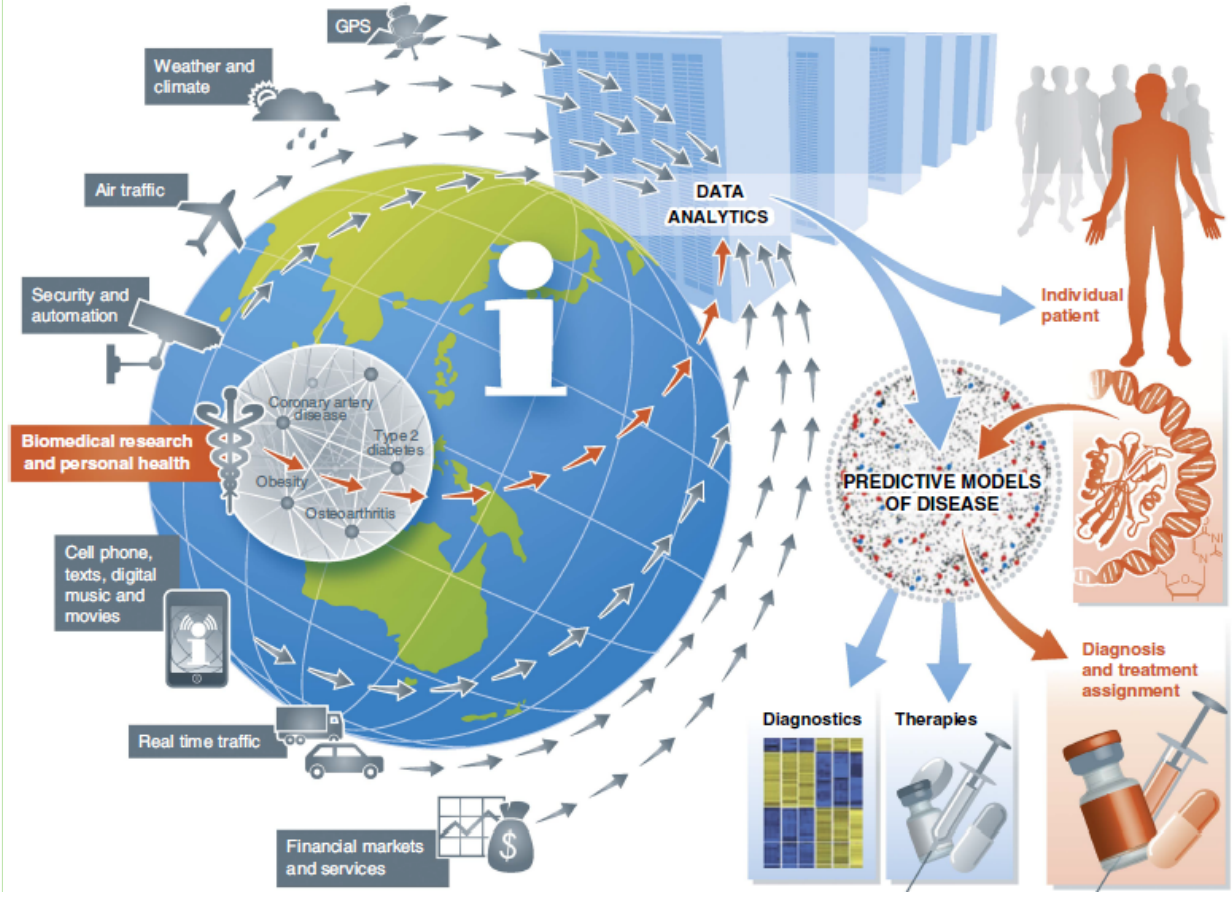 GPS
Weather and
climate
Air traffic
Security and
automation
Biomedical research
and personal health
Coronary artery
disease
Type 2
diabetes
Obesity
Osteoarthritis
Cell phone,
texts, digital
music and
movies
i
Real time traffic
Financial markets
and services
$
i
DATA
ANALYTICS
Individual
patient
PREDICTIVE MODELS
OF DISEASE
NH₂
N
N
O
O
Diagnostics
Therapies
Diagnosis
and treatment
assignment